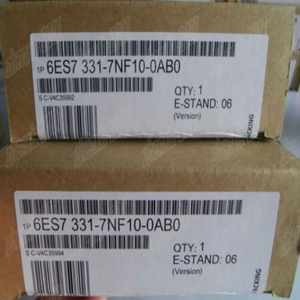 1P 6ES7 331-7NF10-0AB0
QTY: 1
S C-V4C35992
E-STAND: 06
(Version)
1P 6ES7 331-7NF10-0AB0
QTY: 1
S C-V4C35994
E-STAND: 06
(Version)